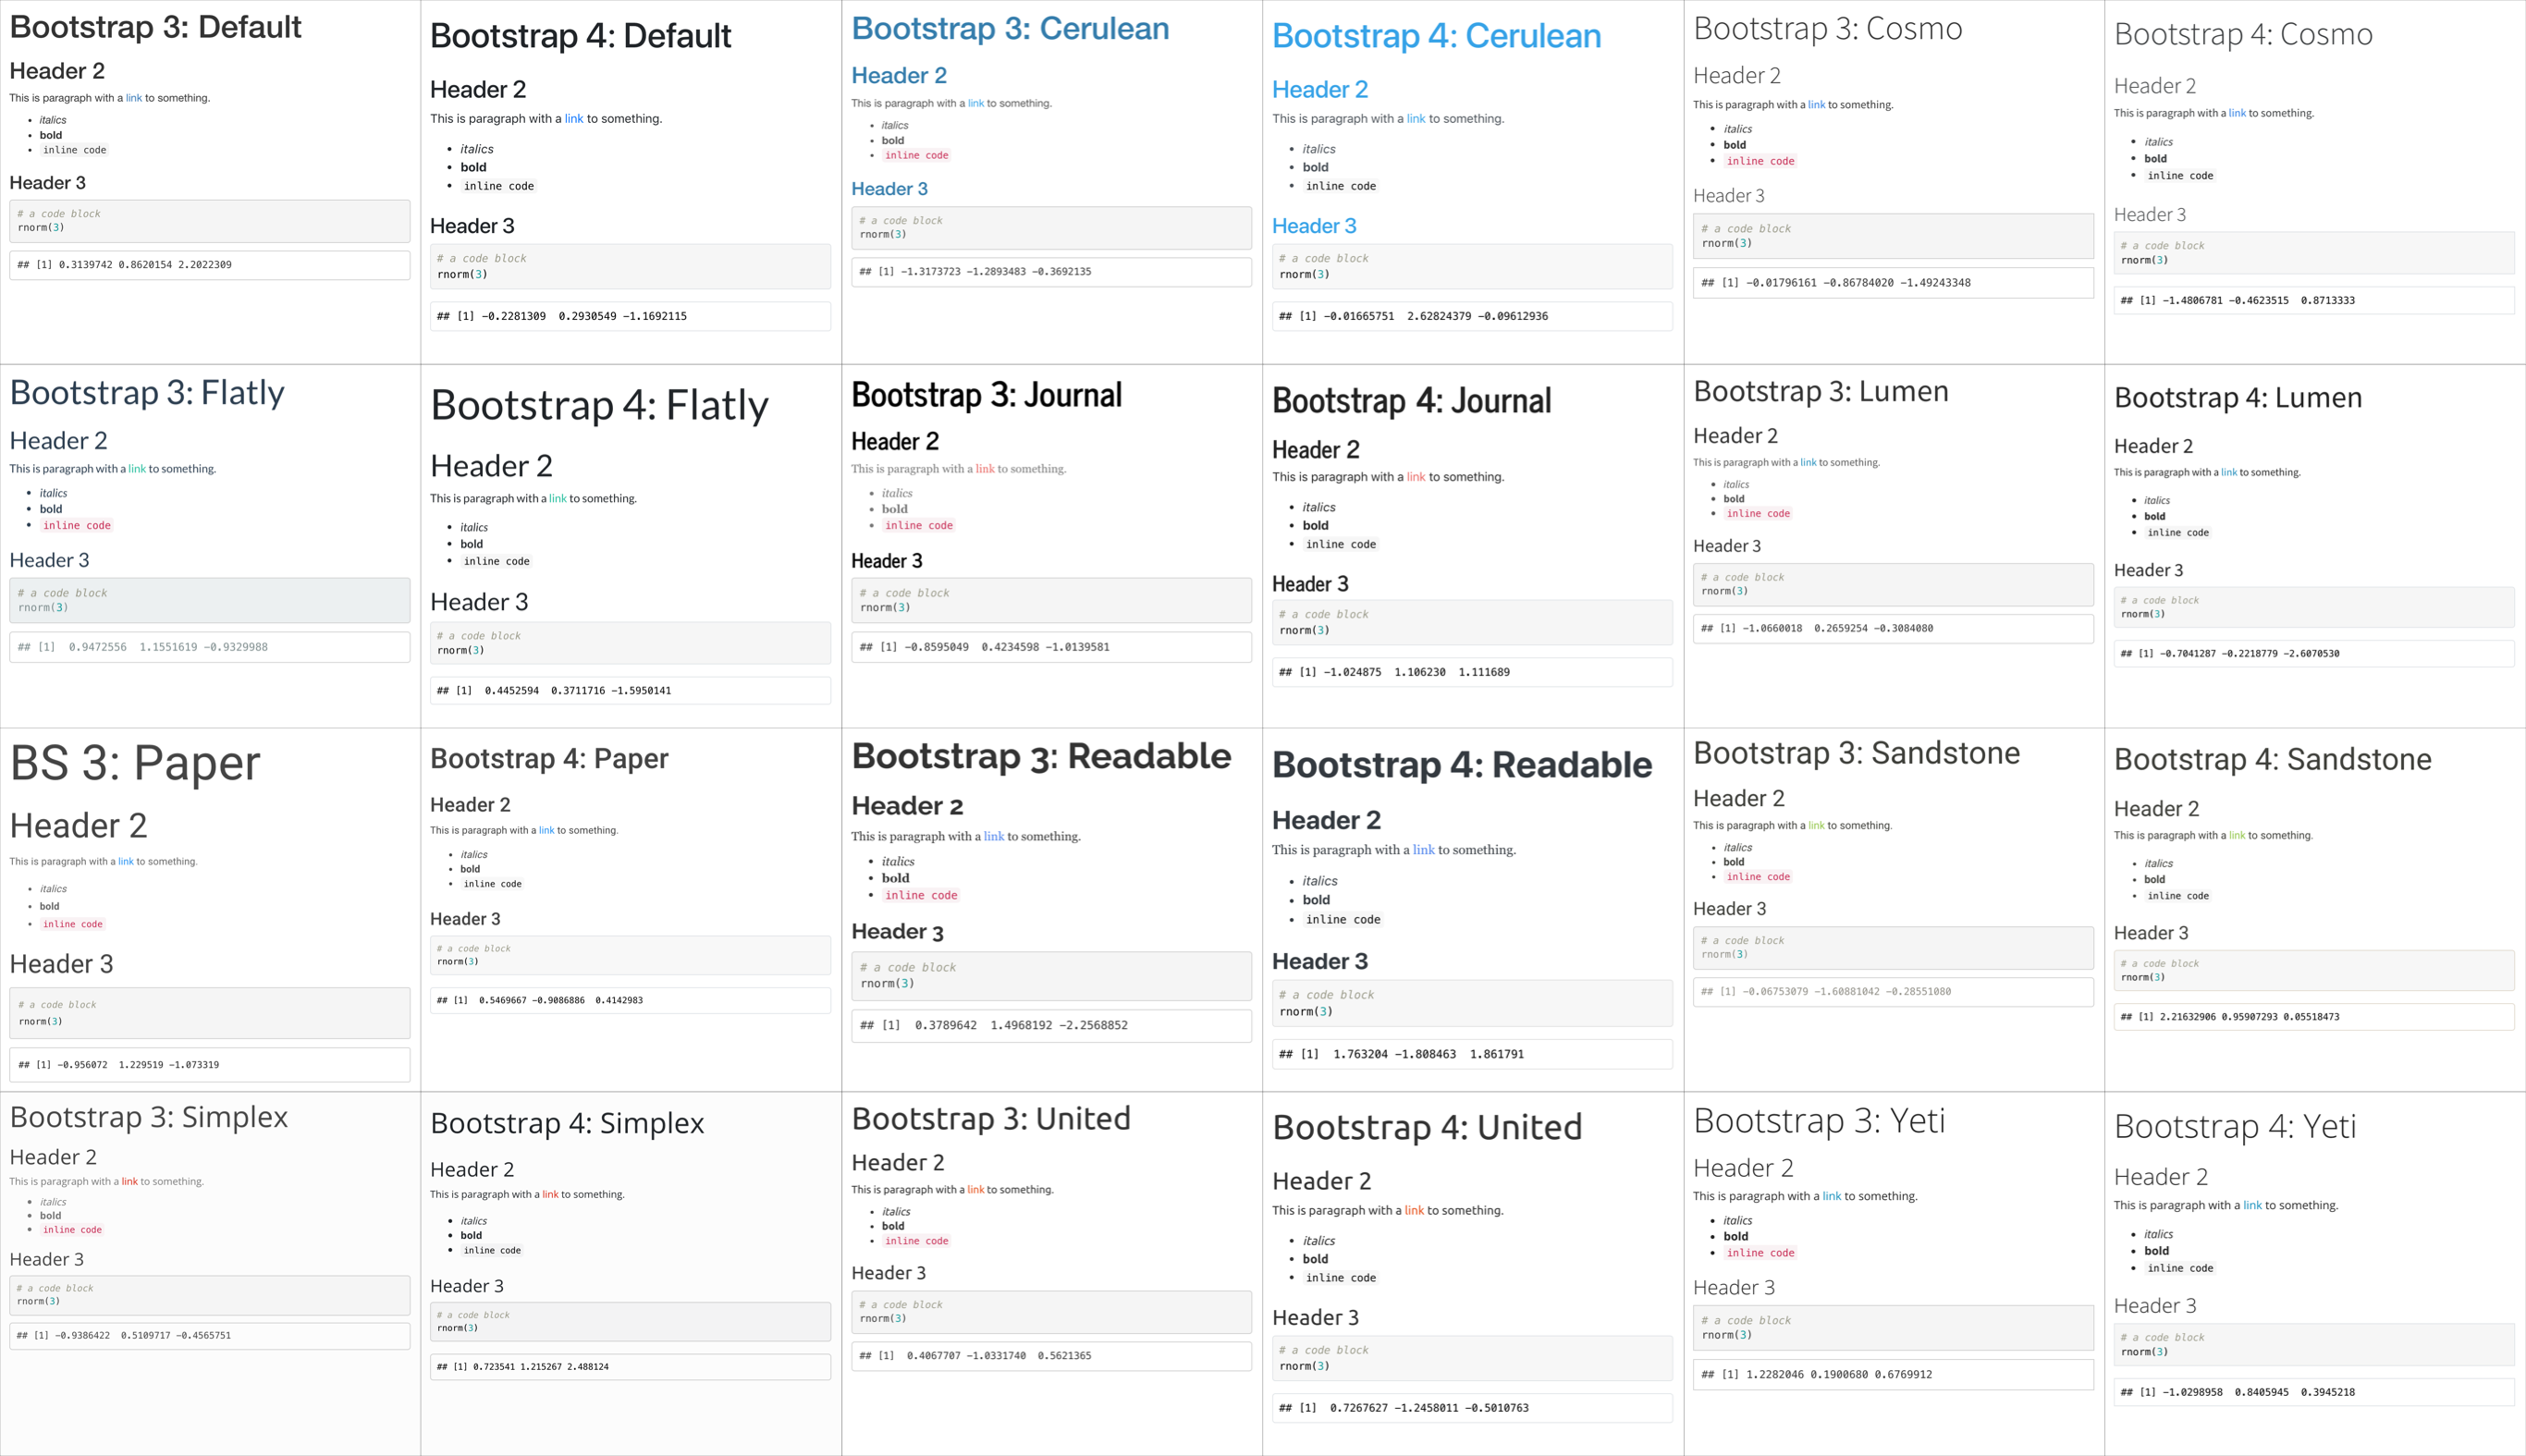 Bootstrap 3: Default
Header 2
This is paragraph with a link to something.
italics
bold
inline code
Header 3
# a code block
rnorm(3)
## [1] 0.3139742 0.8620154 2.2022309
Bootstrap 4: Default
Header 2
This is paragraph with a link to something.
italics
bold
inline code
Header 3
# a code block
rnorm(3)
## [1] -0.2281309  0.2930549 -1.1692115
Bootstrap 3: Cerulean
Header 2
This is paragraph with a link to something.
italics
bold
inline code
Header 3
# a code block
rnorm(3)
## [1] -1.3173723 -1.2893483 -0.3692135
Bootstrap 4: Cerulean
Header 2
This is paragraph with a link to something.
italics
bold
inline code
Header 3
# a code block
rnorm(3)
## [1] -0.01665751  2.62824379 -0.09612936
Bootstrap 3: Cosmo
Header 2
This is paragraph with a link to something.
italics
bold
inline code
Header 3
# a code block
rnorm(3)
## [1] -0.01796161 -0.86784020 -1.49243348
Bootstrap 4: Cosmo
Header 2
This is paragraph with a link to something.
italics
bold
inline code
Header 3
# a code block
rnorm(3)
## [1] -1.4806781 -0.4623515  0.8713333
Bootstrap 3: Flatly
Header 2
This is paragraph with a link to something.
italics
bold
inline code
Header 3
# a code block
rnorm(3)
## [1]  0.9472556  1.1551619 -0.9329988
Bootstrap 4: Flatly
Header 2
This is paragraph with a link to something.
italics
bold
inline code
Header 3
# a code block
rnorm(3)
## [1]  0.4452594  0.3711716 -1.5950141
Bootstrap 3: Journal
Header 2
This is paragraph with a link to something.
italics
bold
inline code
Header 3
# a code block
rnorm(3)
## [1] -0.8595049  0.4234598 -1.0139581
Bootstrap 4: Journal
Header 2
This is paragraph with a link to something.
italics
bold
inline code
Header 3
# a code block
rnorm(3)
## [1] -1.024875  1.106230  1.111689
Bootstrap 3: Lumen
Header 2
This is paragraph with a link to something.
italics
bold
inline code
Header 3
# a code block
rnorm(3)
## [1] -1.0660018  0.2659254 -0.3084080
Bootstrap 4: Lumen
Header 2
This is paragraph with a link to something.
italics
bold
inline code
Header 3
# a code block
rnorm(3)
## [1] -0.7041287 -0.2218779 -2.6070530
BS 3: Paper
Header 2
This is paragraph with a link to something.
italics
bold
inline code
Header 3
# a code block
rnorm(3)
## [1] -0.956072  1.229519 -1.073319
Bootstrap 4: Paper
Header 2
This is paragraph with a link to something.
italics
bold
inline code
Header 3
# a code block
rnorm(3)
## [1]  0.5469667 -0.9086886  0.4142983
Bootstrap 3: Readable
Header 2
This is paragraph with a link to something.
italics
bold
inline code
Header 3
# a code block
rnorm(3)
## [1]  0.3789642  1.4968192 -2.2568852
Bootstrap 4: Readable
Header 2
This is paragraph with a link to something.
italics
bold
inline code
Header 3
# a code block
rnorm(3)
## [1]  1.763204 -1.808463  1.861791
Bootstrap 3: Sandstone
Header 2
This is paragraph with a link to something.
italics
bold
inline code
Header 3
# a code block
rnorm(3)
## [1] -0.06753079 -1.60881042 -0.28551080
Bootstrap 4: Sandstone
Header 2
This is paragraph with a link to something.
italics
bold
inline code
Header 3
# a code block
rnorm(3)
## [1] 2.21632906 0.95907293 0.05518473
Bootstrap 3: Simplex
Header 2
This is paragraph with a link to something.
italics
bold
inline code
Header 3
# a code block
rnorm(3)
## [1] -0.9386422  0.5109717 -0.4565751
Bootstrap 4: Simplex
Header 2
This is paragraph with a link to something.
italics
bold
inline code
Header 3
# a code block
rnorm(3)
## [1] 0.723541 1.215267 2.488124
Bootstrap 3: United
Header 2
This is paragraph with a link to something.
italics
bold
inline code
Header 3
# a code block
rnorm(3)
## [1]  0.4067707 -1.0331740  0.5621365
Bootstrap 4: United
Header 2
This is paragraph with a link to something.
italics
bold
inline code
Header 3
# a code block
rnorm(3)
## [1]  0.7267627 -1.2458011 -0.5010763
Bootstrap 3: Yeti
Header 2
This is paragraph with a link to something.
italics
bold
inline code
Header 3
# a code block
rnorm(3)
## [1] 1.2282046 0.1900680 0.6769912
Bootstrap 4: Yeti
Header 2
This is paragraph with a link to something.
italics
bold
inline code
Header 3
# a code block
rnorm(3)
## [1] -1.0298958  0.8405945  0.3945218